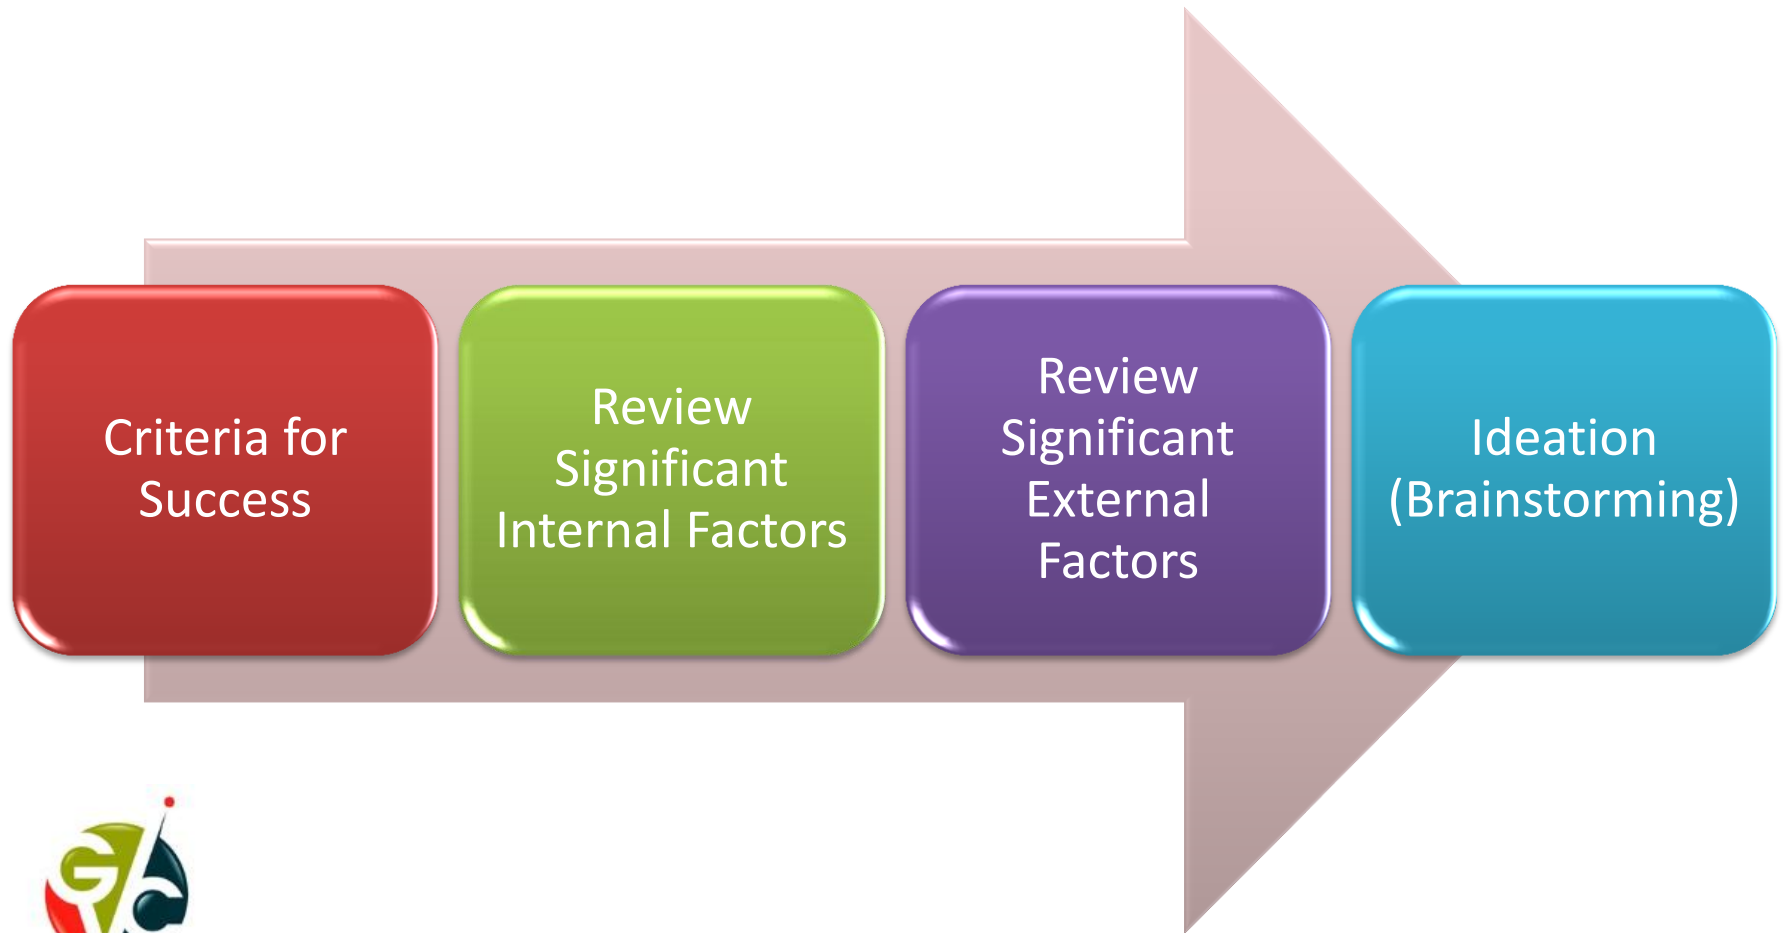 Criteria for
Success
Review
Significant
Internal Factors
Review
Significant
External
Factors
Ideation
(Brainstorming)